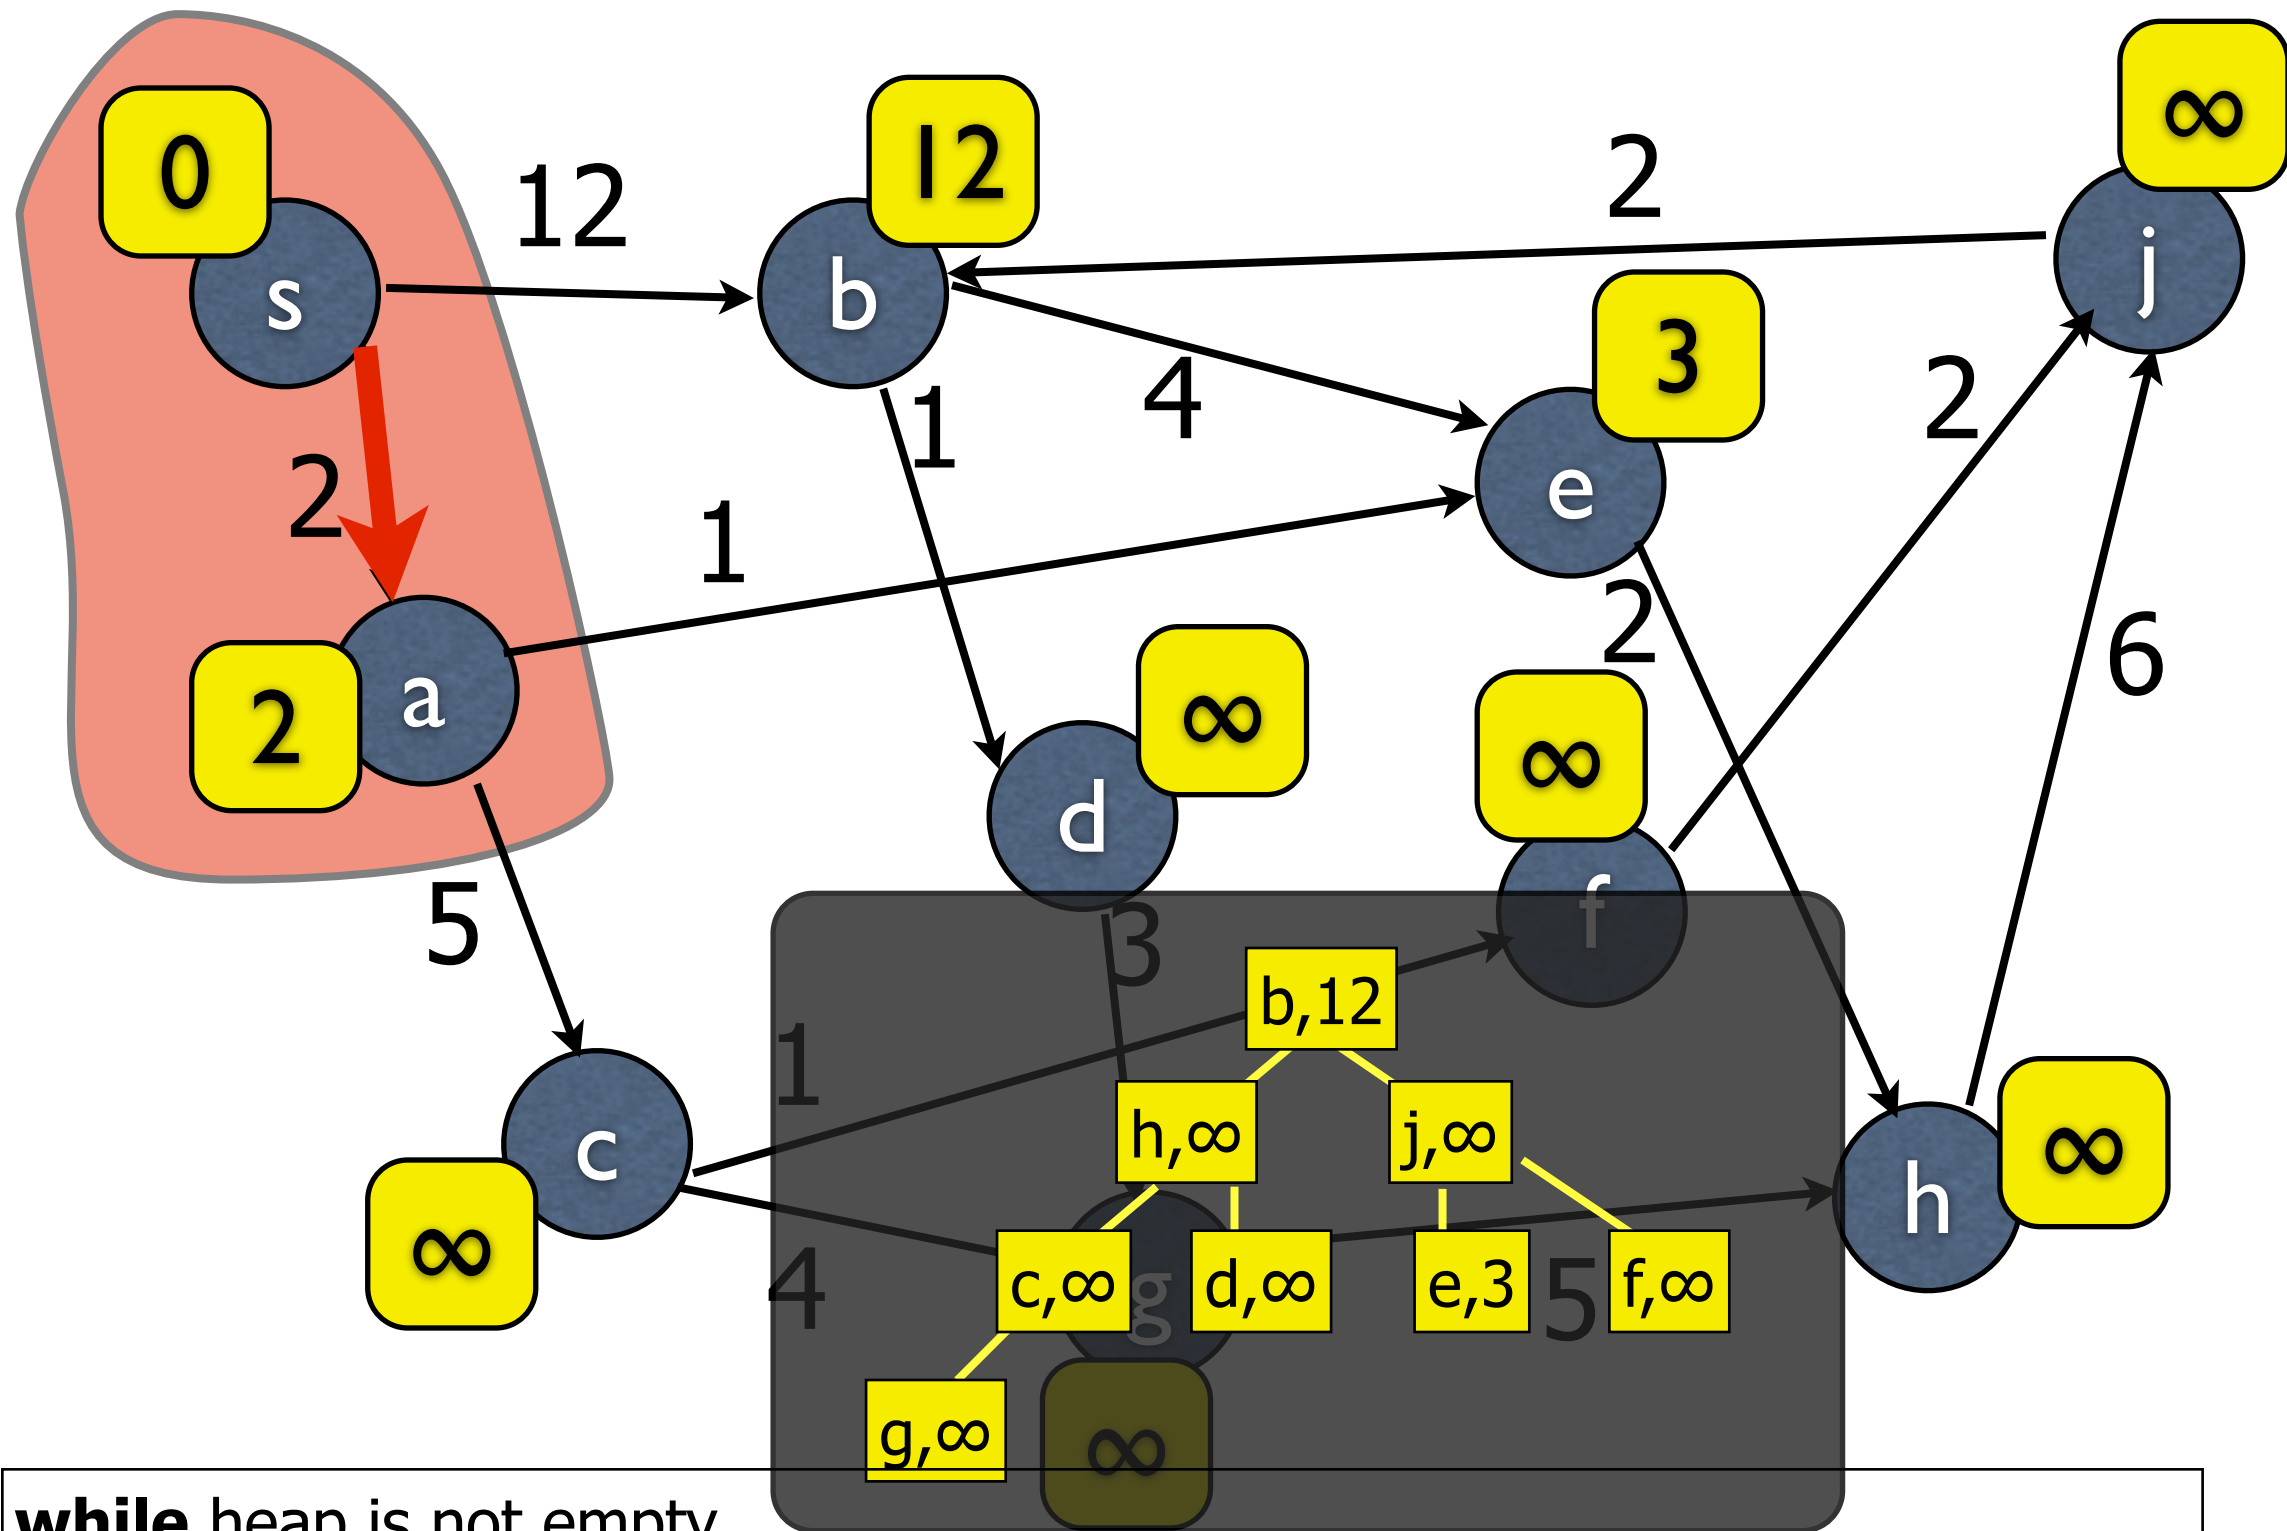 ∞
0
12
12
2
s
b
j
3
4
1
2
2
e
1
2
∞
6
2
a
∞
d
∞
f
5
3
b,12
1
h,∞
j,∞
c
h
∞
∞
4
c,∞
g
d,∞
e,3
5
f,∞
g,∞
∞
while heap is not empty